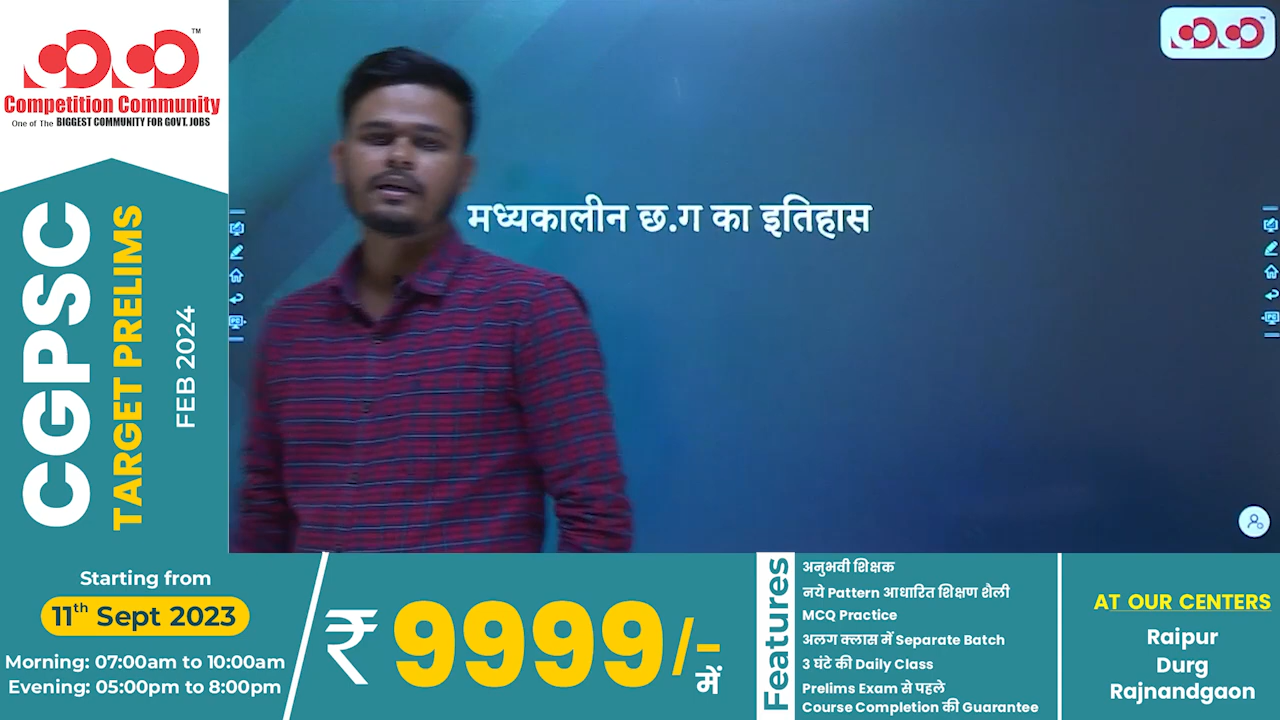 TM
Competition Community
One of The BIGGEST COMMUNITY FOR GOVT. JOBS
CGPSC
TARGET PRELIMS
FEB 2024
मध्यकालीन छ.ग का इतिहास
Starting from
11th Sept 2023
Morning: 07:00am to 10:00am
Evening: 05:00pm to 8:00pm
₹ 9999/- में
Features
अनुभवी शिक्षक
नये Pattern आधारित शिक्षण शैली
MCQ Practice
अलग क्लास में Separate Batch
3 घंटे की Daily Class
Prelims Exam से पहले
Course Completion की Guarantee
AT OUR CENTERS
Raipur
Durg
Rajnandgaon